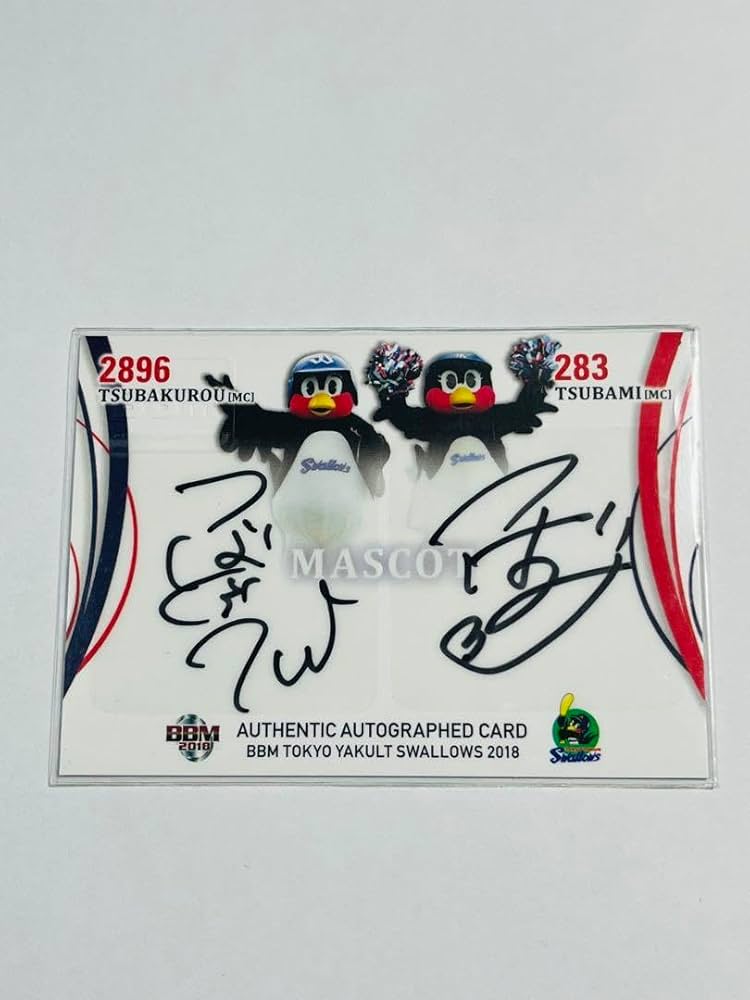 2896
TSUBAKUROU[MC]
283
TSUBAMI[MC]
Swallows
Swallows
MASCOT
BBM
2018
AUTHENTIC AUTOGRAPHED CARD
BBM TOKYO YAKULT SWALLOWS 2018
Swallows